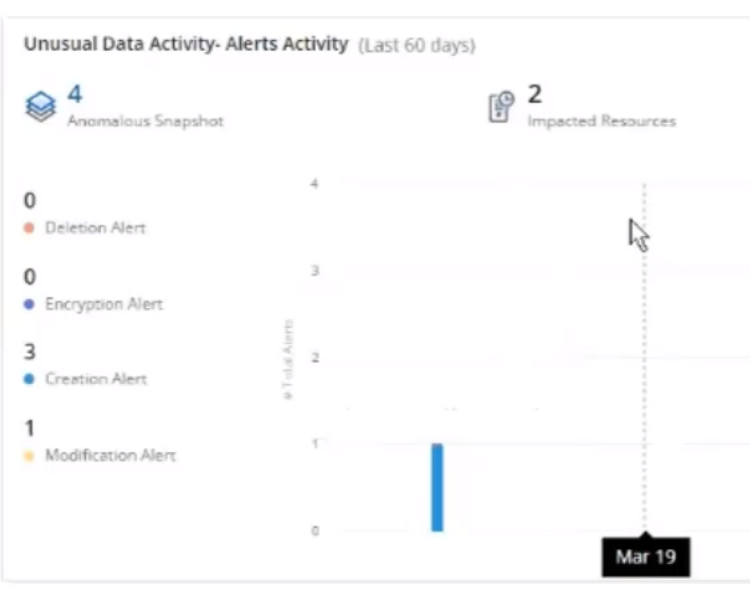 Unusual Data Activity- Alerts Activity (Last 60 days)
4
Anomalous Snapshot
2
Impacted Resources
0
Deletion Alert
0
Encryption Alert
3
Creation Alert
1
Modification Alert
# Total Alerts
4
3
2
1
0
Mar 19